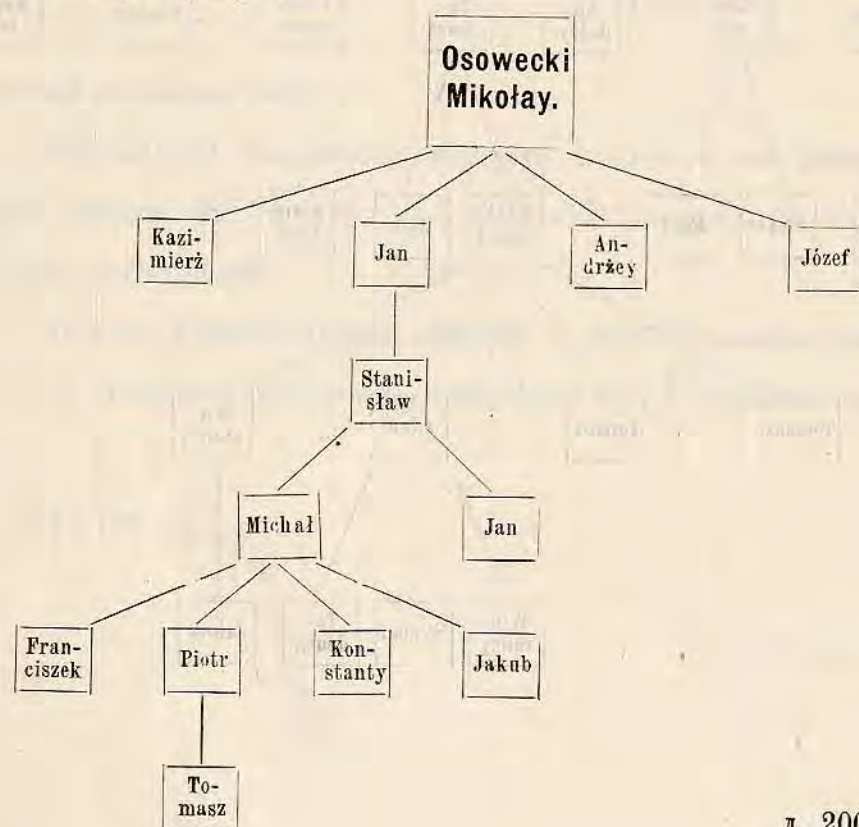 Osowecki
Mikołay.
Kazi-
mierż
Jan
An-
drżey
Józef
Stani-
sław
Michał
Jan
Fran-
ciszek
Piotr
Kon-
stanty
Jakub
To-
masz
л. 200